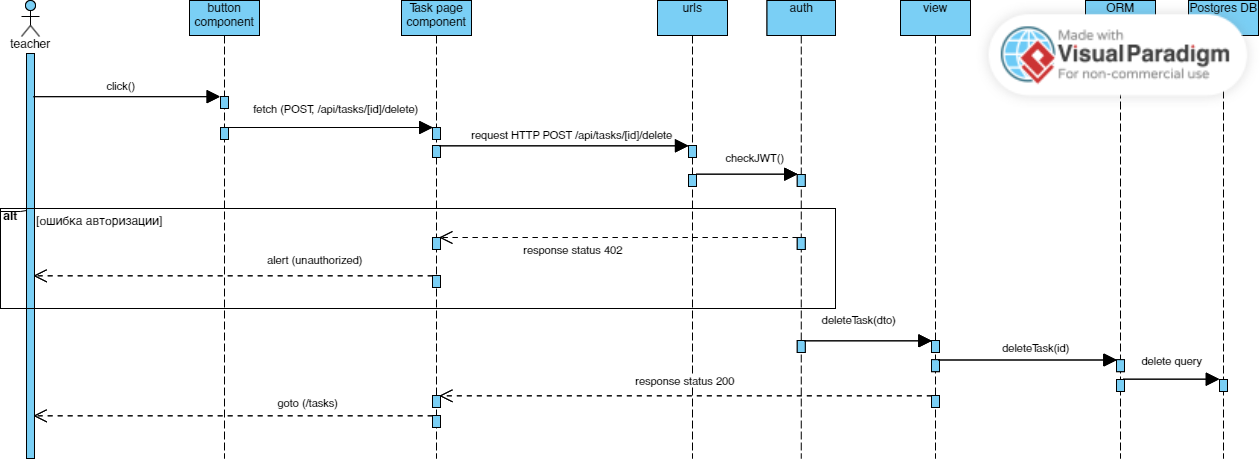 button
component
Task page
component
urls
auth
view
ORM
Postgres DB
teacher
Made with
Visual Paradigm
For non-commercial use
click()
fetch (POST, /api/tasks/[id]/delete)
request HTTP POST /api/tasks/[id]/delete
checkJWT()
alt
[ошибка авторизации]
response status 402
alert (unauthorized)
deleteTask(dto)
deleteTask(id)
delete query
response status 200
goto (/tasks)